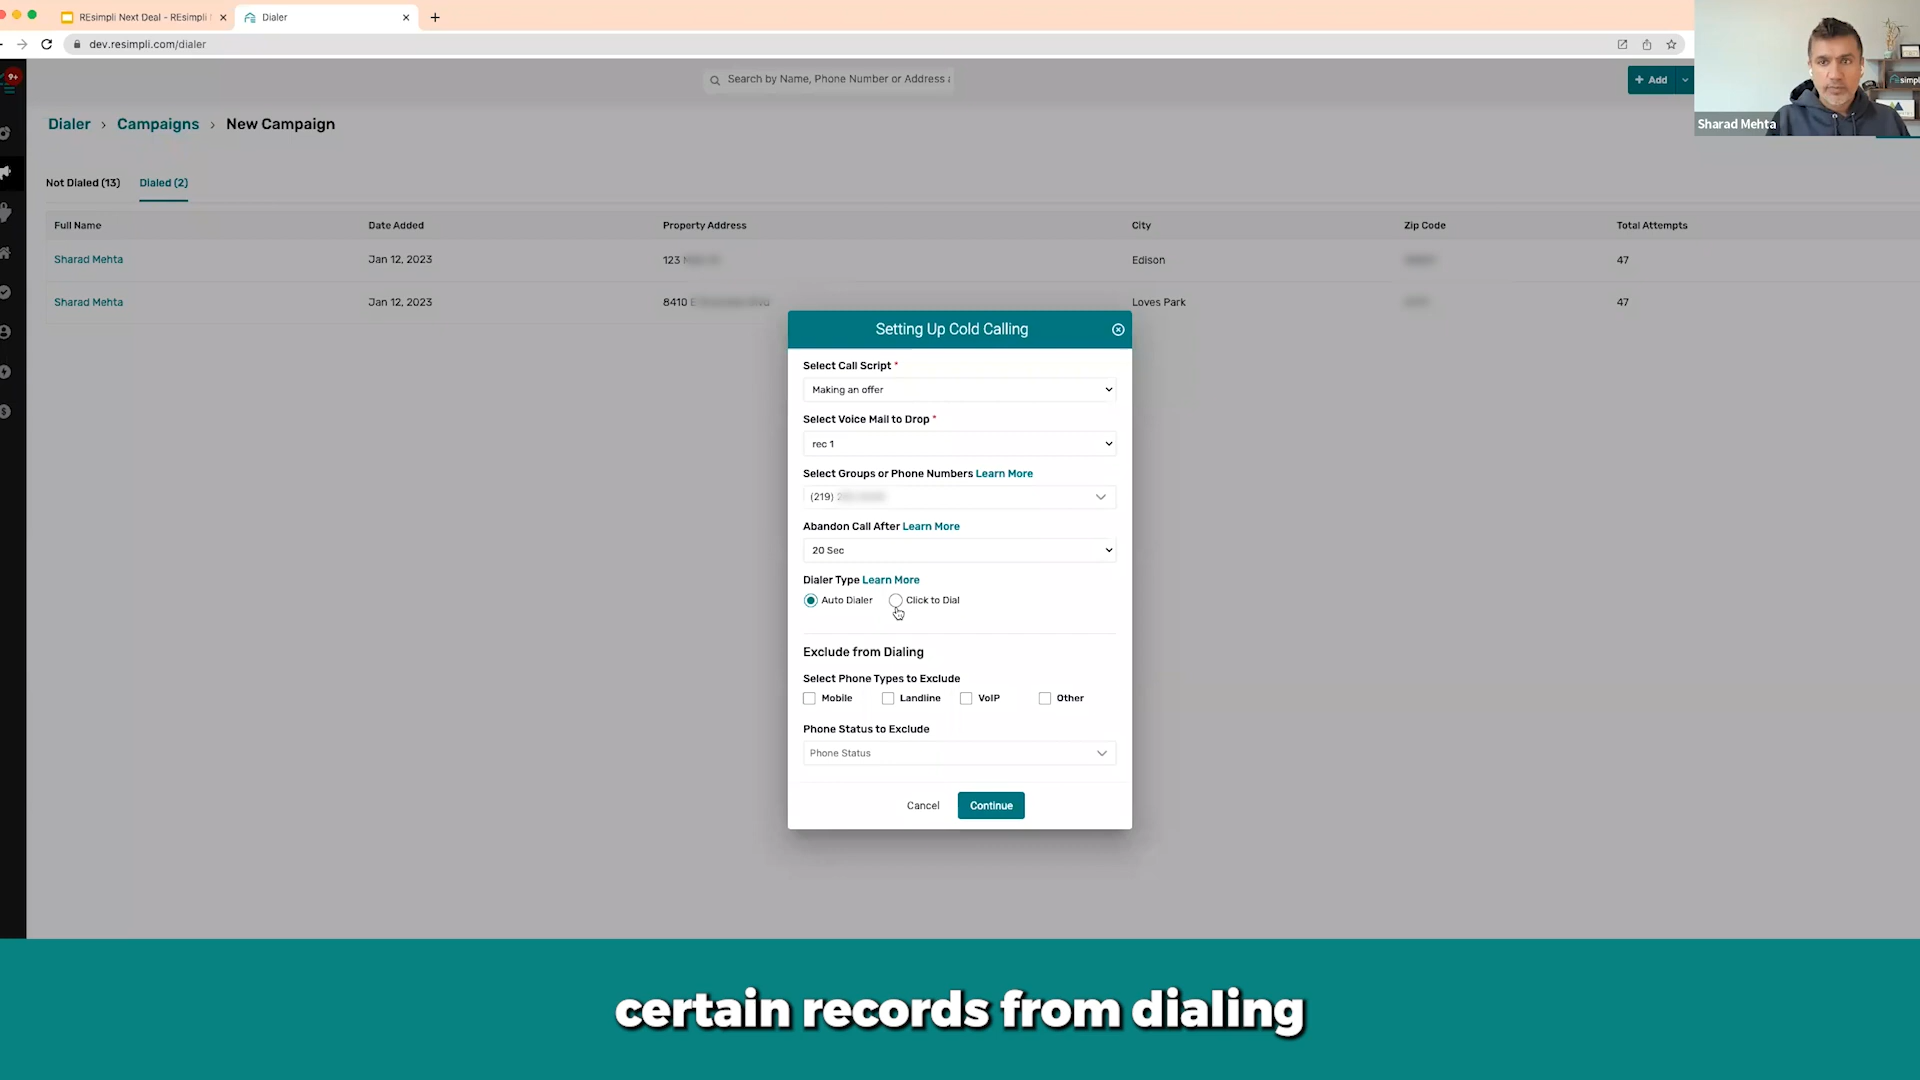 REsimpli Next Deal - REsimpli
Dialer
dev.resimpli.com/dialer
9+
Search by Name, Phone Number or Address
+ Add
simpli
Sharad Mehta
Dialer > Campaigns > New Campaign
Not Dialed (13) Dialed (2)
Full Name Date Added Property Address City Zip Code Total Attempts
Sharad Mehta Jan 12, 2023 123 Edison 47
Sharad Mehta Jan 12, 2023 8410 E Loves Park 47
Setting Up Cold Calling
Select Call Script *
Making an offer
Select Voice Mail to Drop *
rec 1
Select Groups or Phone Numbers Learn More
(219)
Abandon Call After Learn More
20 Sec
Dialer Type Learn More
Auto Dialer Click to Dial
Exclude from Dialing
Select Phone Types to Exclude
Mobile Landline VoIP Other
Phone Status to Exclude
Phone Status
Cancel Continue
certain records from dialing